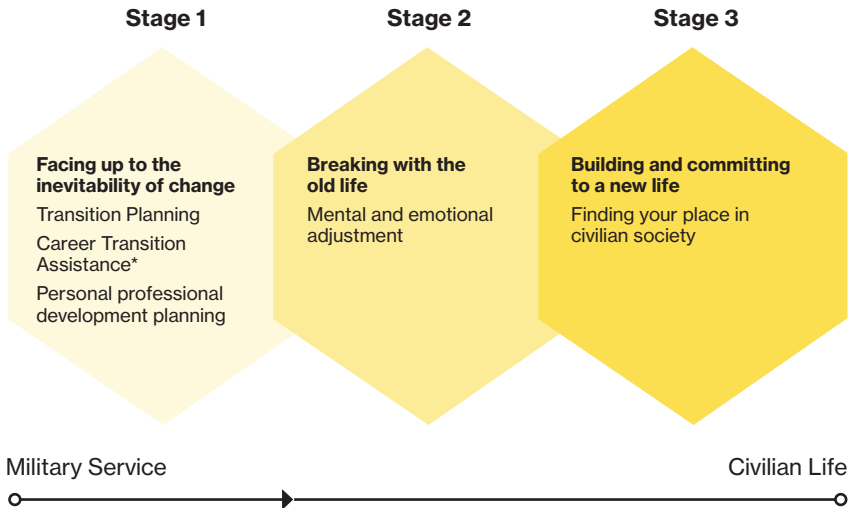 Stage 1
Stage 2
Stage 3
Facing up to the
inevitability of change
Transition Planning
Career Transition
Assistance*
Personal professional
development planning
Breaking with the
old life
Mental and emotional
adjustment
Building and committing
to a new life
Finding your place in
civilian society
Military Service
Civilian Life